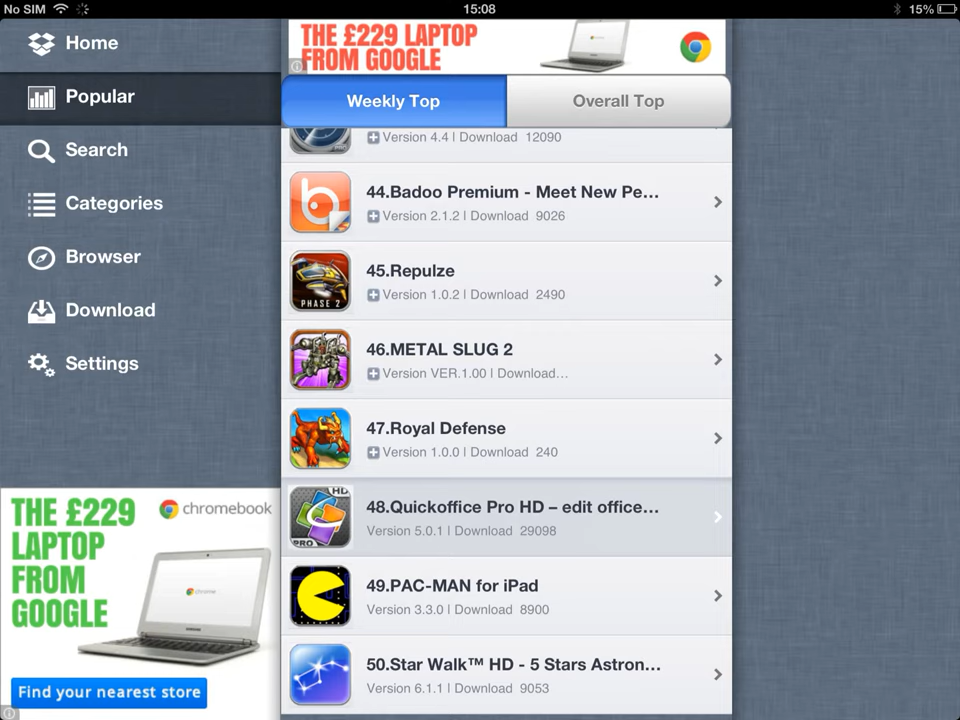 No SIM
15:08
15%
Home
Popular
Search
Categories
Browser
Download
Settings
THE £229
LAPTOP
FROM
GOOGLE
chromebook
Find your nearest store
THE £229 LAPTOP
FROM GOOGLE
Weekly Top
Overall Top
Version 4.4 | Download 12090
44.Badoo Premium - Meet New Pe...
Version 2.1.2 | Download 9026
45.Repulze
Version 1.0.2 | Download 2490
PHASE 2
46.METAL SLUG 2
Version VER.1.00 | Download...
47.Royal Defense
Version 1.0.0 | Download 240
HD
PRO
48.Quickoffice Pro HD – edit office...
Version 5.0.1 | Download 29098
49.PAC-MAN for iPad
Version 3.3.0 | Download 8900
50.Star Walk™ HD - 5 Stars Astron...
Version 6.1.1 | Download 9053